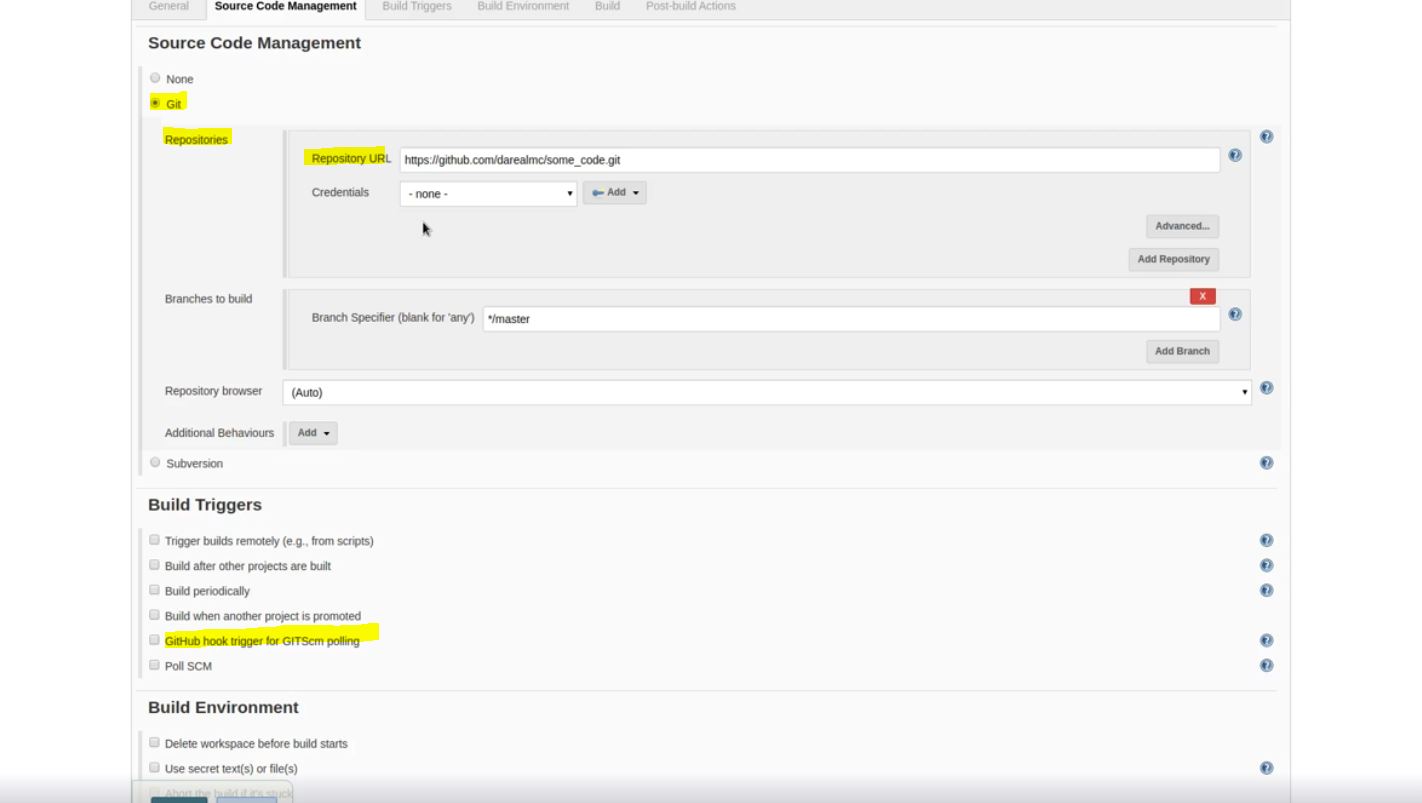 General Source Code Management Build Triggers Build Environment Build Post-build Actions
Source Code Management
None
Git
Repositories
Repository URL https://github.com/darealmc/some_code.git
Credentials - none - Add
Advanced...
Add Repository
Branches to build
X
Branch Specifier (blank for 'any') */master
Add Branch
Repository browser (Auto)
Additional Behaviours Add
Subversion
Build Triggers
Trigger builds remotely (e.g., from scripts)
Build after other projects are built
Build periodically
Build when another project is promoted
GitHub hook trigger for GITScm polling
Poll SCM
Build Environment
Delete workspace before build starts
Use secret text(s) or file(s)
Abort the build if it's stuck